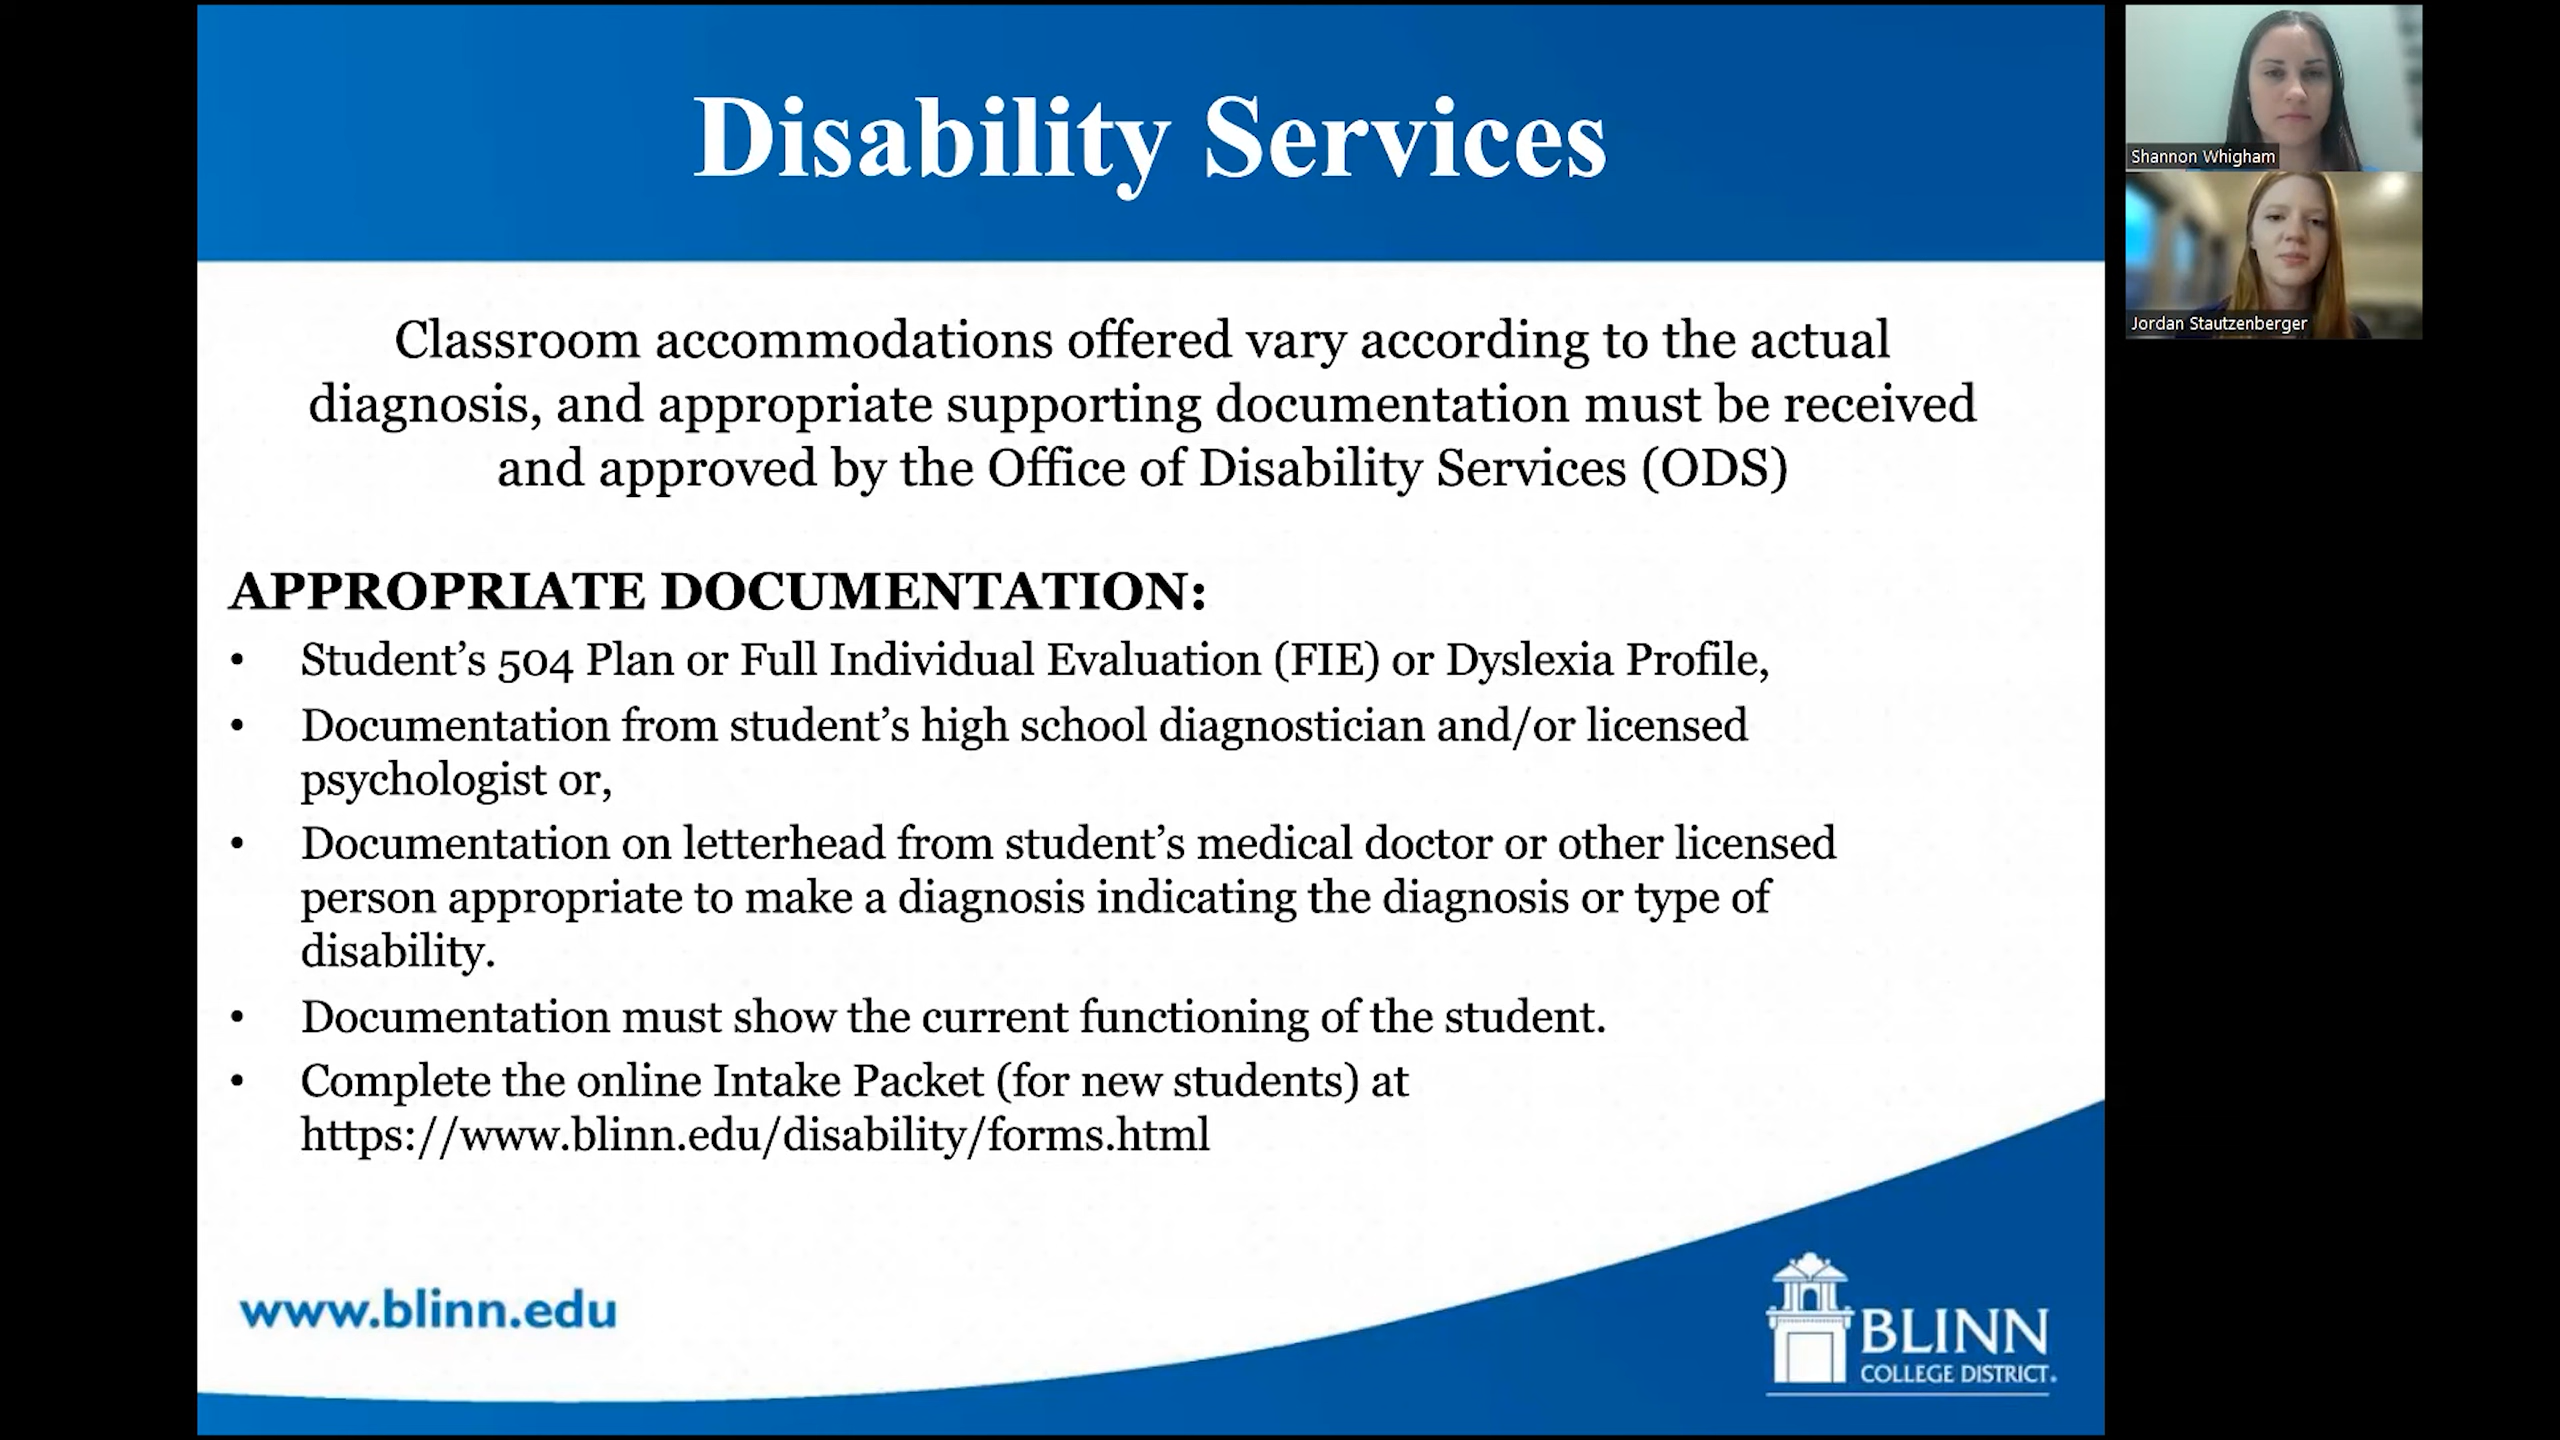 Disability Services
Classroom accommodations offered vary according to the actual
diagnosis, and appropriate supporting documentation must be received
and approved by the Office of Disability Services (ODS)
APPROPRIATE DOCUMENTATION:
• Student’s 504 Plan or Full Individual Evaluation (FIE) or Dyslexia Profile,
• Documentation from student’s high school diagnostician and/or licensed
psychologist or,
• Documentation on letterhead from student’s medical doctor or other licensed
person appropriate to make a diagnosis indicating the diagnosis or type of
disability.
• Documentation must show the current functioning of the student.
• Complete the online Intake Packet (for new students) at
https://www.blinn.edu/disability/forms.html
www.blinn.edu
BLINN
COLLEGE DISTRICT.
Shannon Whigham
Jordan Stautzenberger